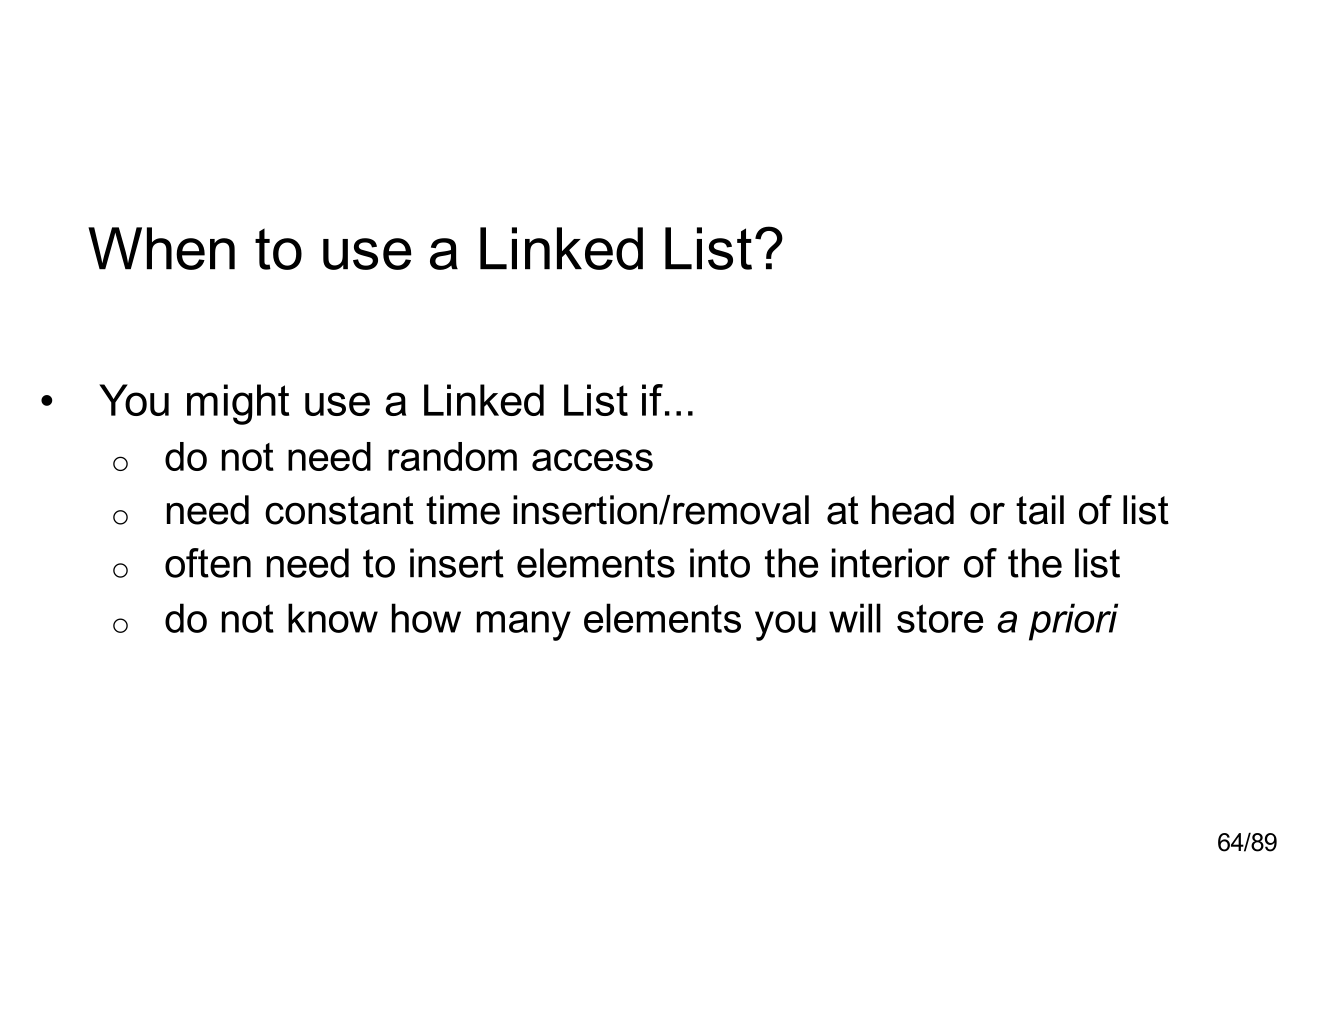 When to use a Linked List?
• You might use a Linked List if...
o do not need random access
o need constant time insertion/removal at head or tail of list
o often need to insert elements into the interior of the list
o do not know how many elements you will store a priori
64/89